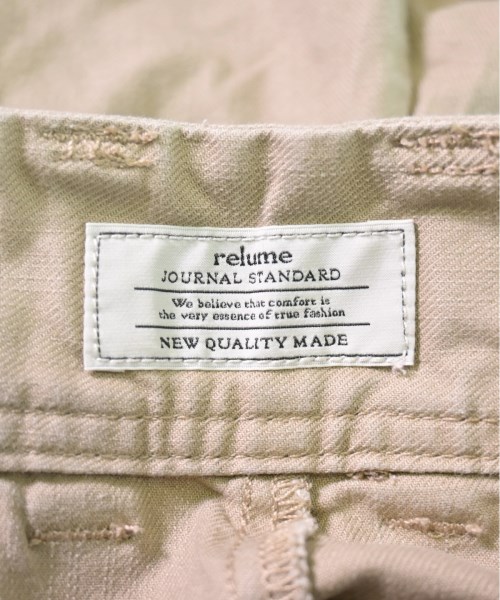 relume
JOURNAL STANDARD
We believe that comfort is
the very essence of true fashion
NEW QUALITY MADE